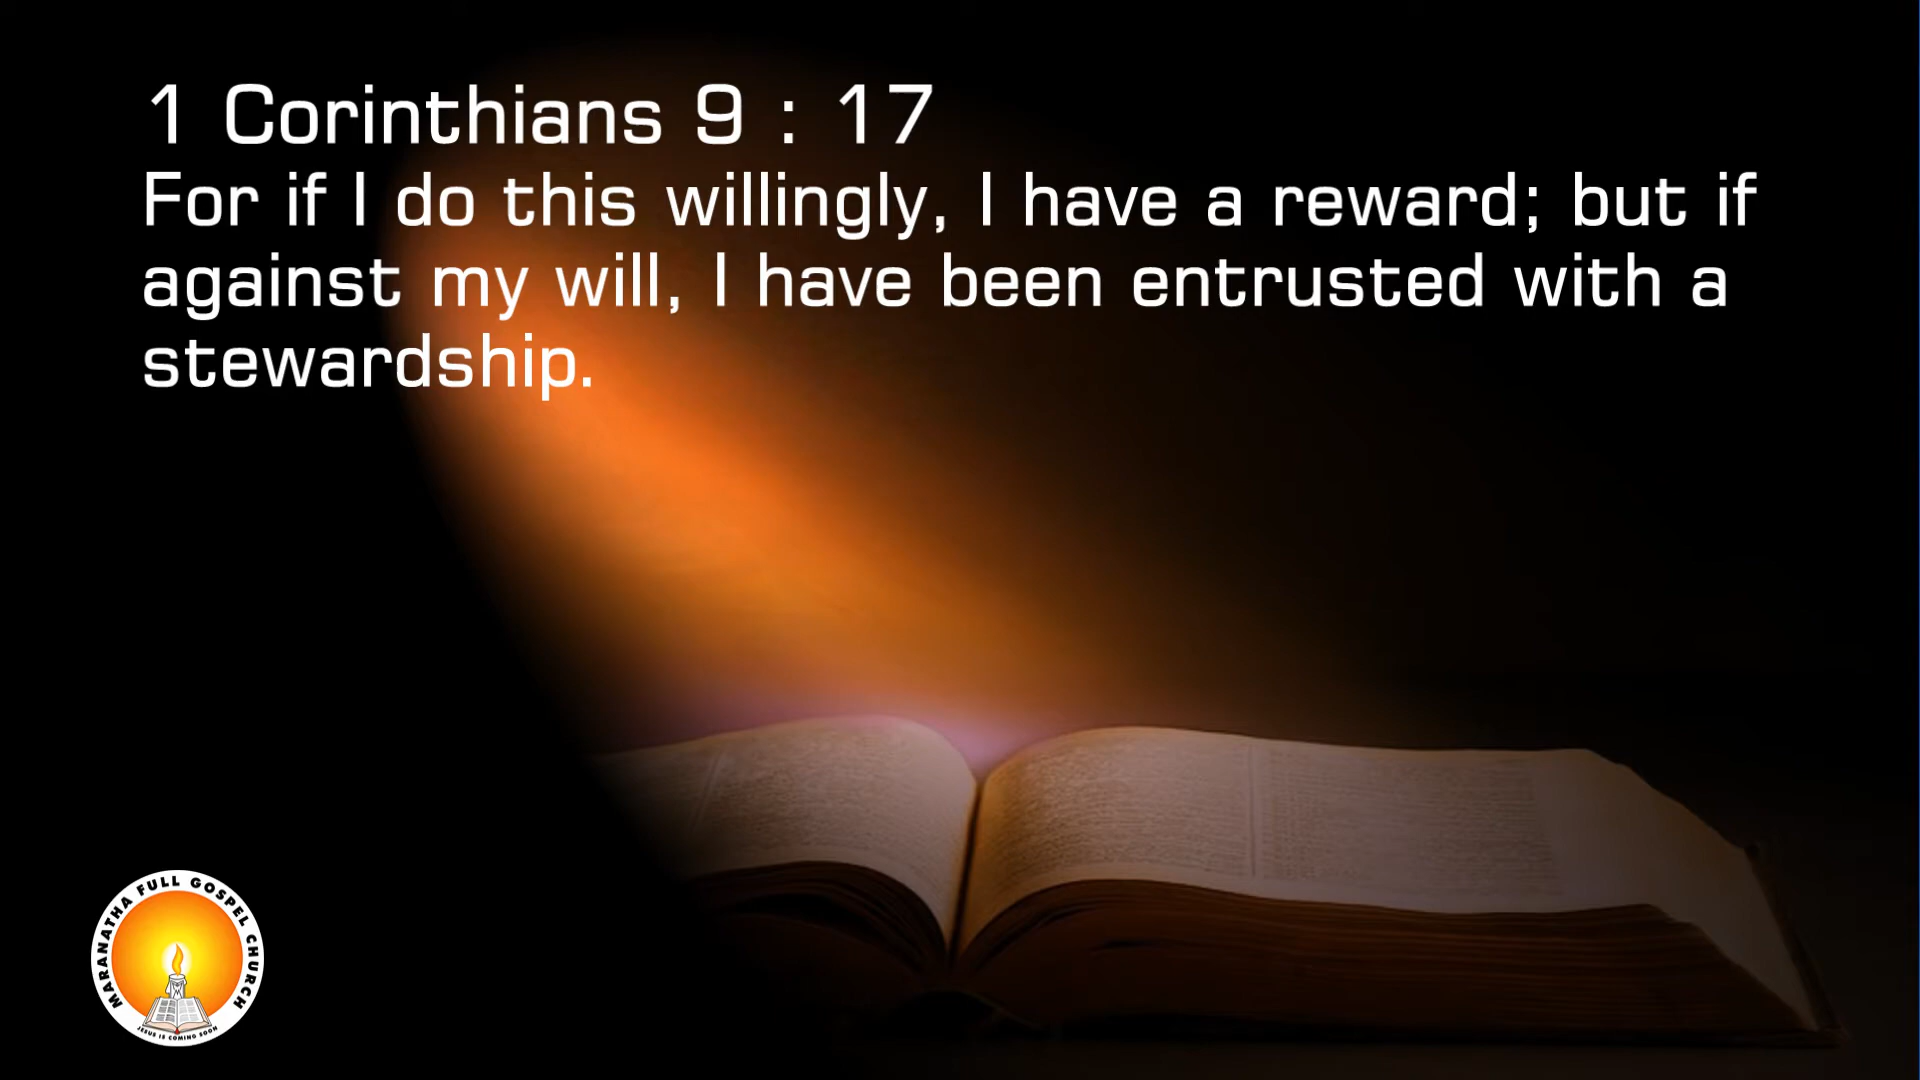 1 Corinthians 9 : 17
For if I do this willingly, I have a reward; but if
against my will, I have been entrusted with a
stewardship.
MARANATHA FULL GOSPEL CHURCH
JESUS IS COMING SOON